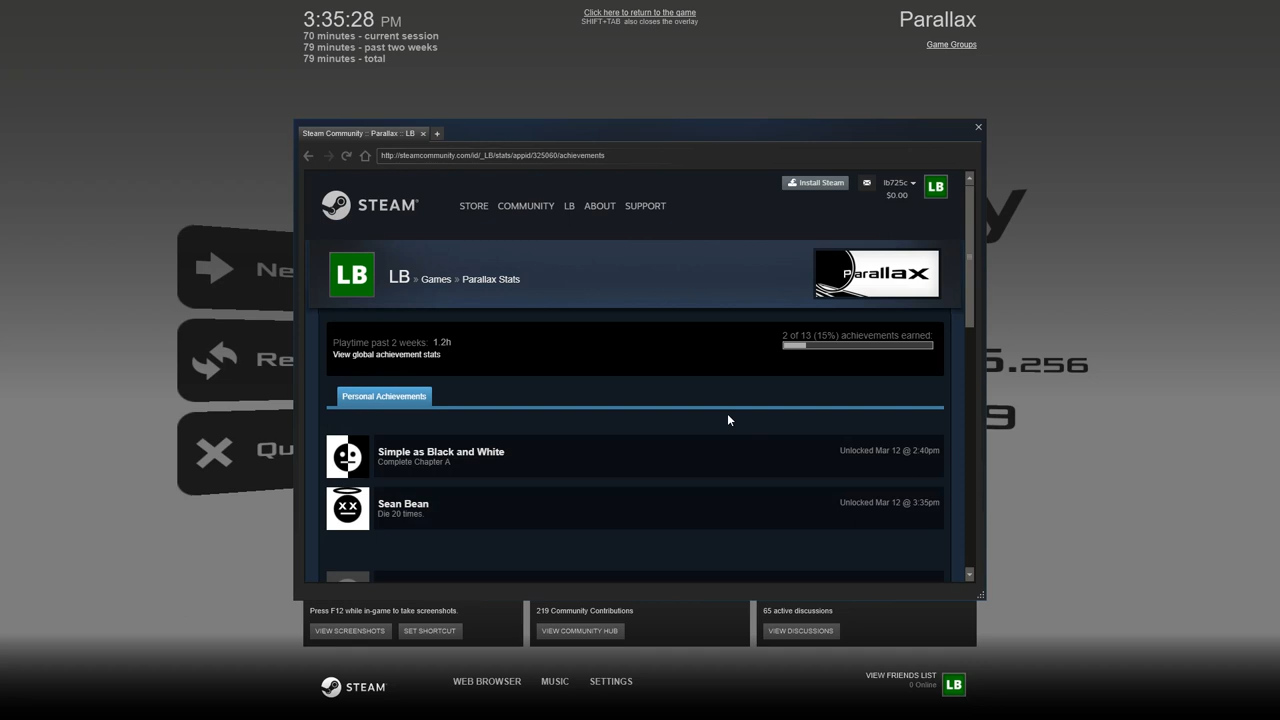 3:35:28 PM
70 minutes - current session
79 minutes - past two weeks
79 minutes - total
Click here to return to the game
SHIFT+TAB also closes the overlay
Parallax
Game Groups
Steam Community :: Parallax :: LB
http://steamcommunity.com/id/_LB/stats/appid/325060/achievements
STEAM
STORE COMMUNITY LB ABOUT SUPPORT
Install Steam
lb725c
$0.00
LB
LB
LB » Games » Parallax Stats
Parallax
Playtime past 2 weeks: 1.2h
View global achievement stats
2 of 13 (15%) achievements earned:
Personal Achievements
Simple as Black and White
Complete Chapter A
Unlocked Mar 12 @ 2:40pm
Sean Bean
Die 20 times.
Unlocked Mar 12 @ 3:35pm
Ne
Re
Qu
y
5.256
9
Press F12 while in-game to take screenshots.
VIEW SCREENSHOTS SET SHORTCUT
219 Community Contributions
VIEW COMMUNITY HUB
65 active discussions
VIEW DISCUSSIONS
STEAM
WEB BROWSER MUSIC SETTINGS
VIEW FRIENDS LIST
0 Online
LB